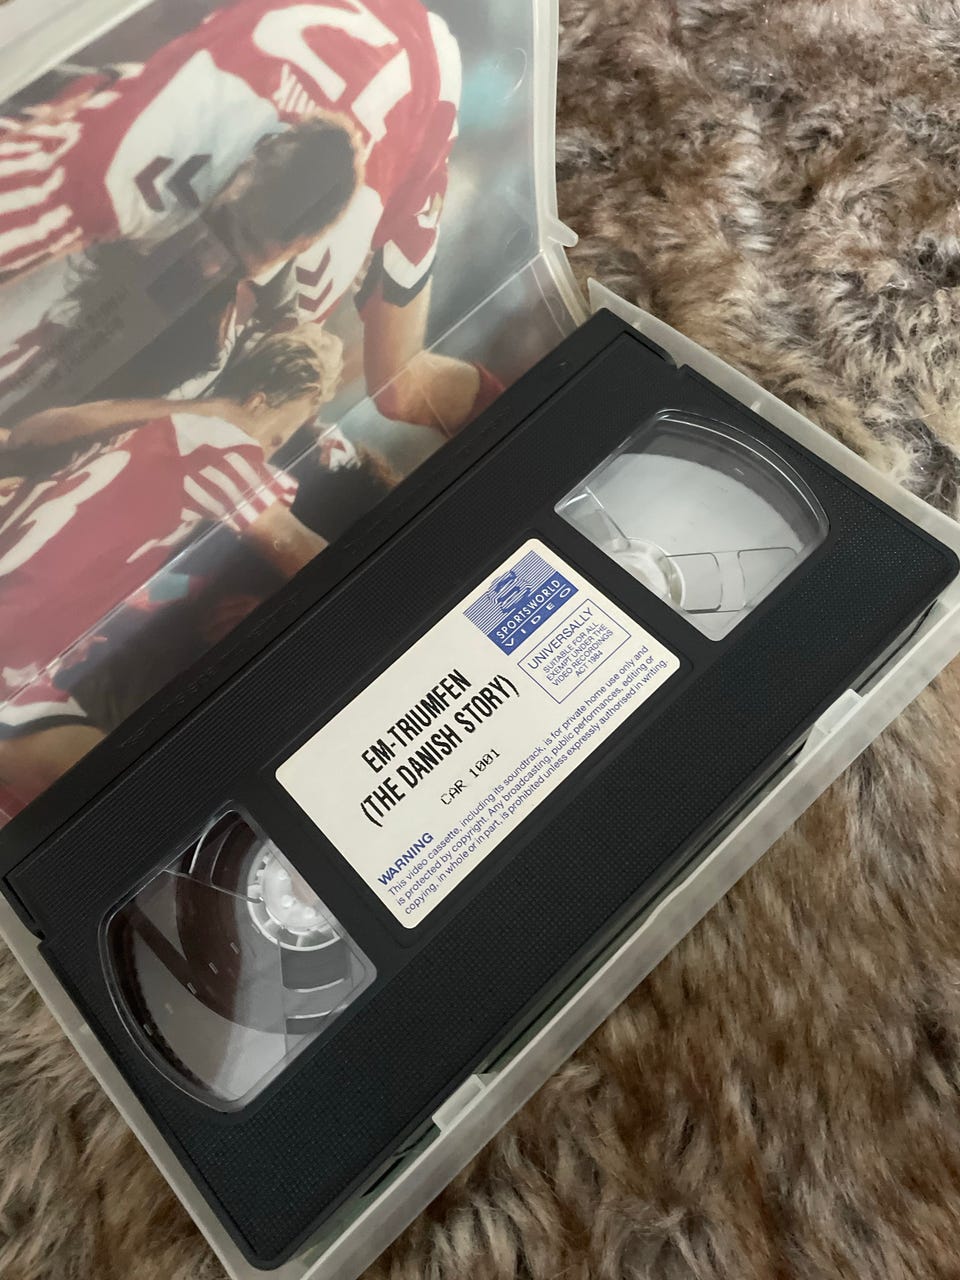 SPORTSWORLD
VIDEO
UNIVERSALLY
SUITABLE FOR ALL
EXEMPT UNDER THE
VIDEO RECORDINGS
ACT 1984
EM-TRIUMFEN
(THE DANISH STORY)
CAR 1001
WARNING
This video cassette, including its soundtrack, is for private home use only and
is protected by copyright. Any broadcasting, public performances, editing or
copying, in whole or in part, is prohibited unless expressly authorised in writing.